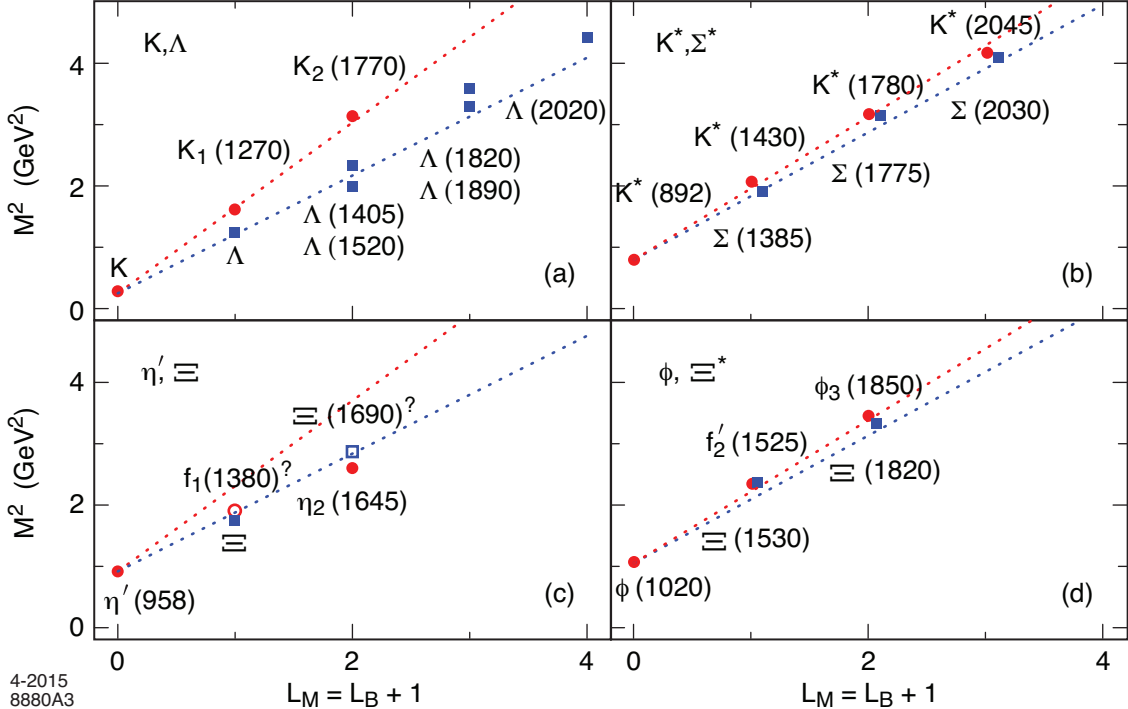 K,Λ
K₂ (1770)
K₁ (1270)
K
Λ
Λ (1405)
Λ (1520)
Λ (1820)
Λ (1890)
Λ (2020)
(a)
M² (GeV²)
4
2
0
K*,Σ*
K* (2045)
K* (1780)
K* (1430)
K* (892)
Σ (2030)
Σ (1775)
Σ (1385)
(b)
η′, Ξ
Ξ (1690)?
f₁(1380)?
η₂ (1645)
Ξ
η′ (958)
(c)
M² (GeV²)
4
2
0
ϕ, Ξ*
ϕ₃ (1850)
f₂′ (1525)
Ξ (1820)
Ξ (1530)
ϕ (1020)
(d)
0 2 4
0 2 4
L_M = L_B + 1
L_M = L_B + 1
4-2015
8880A3